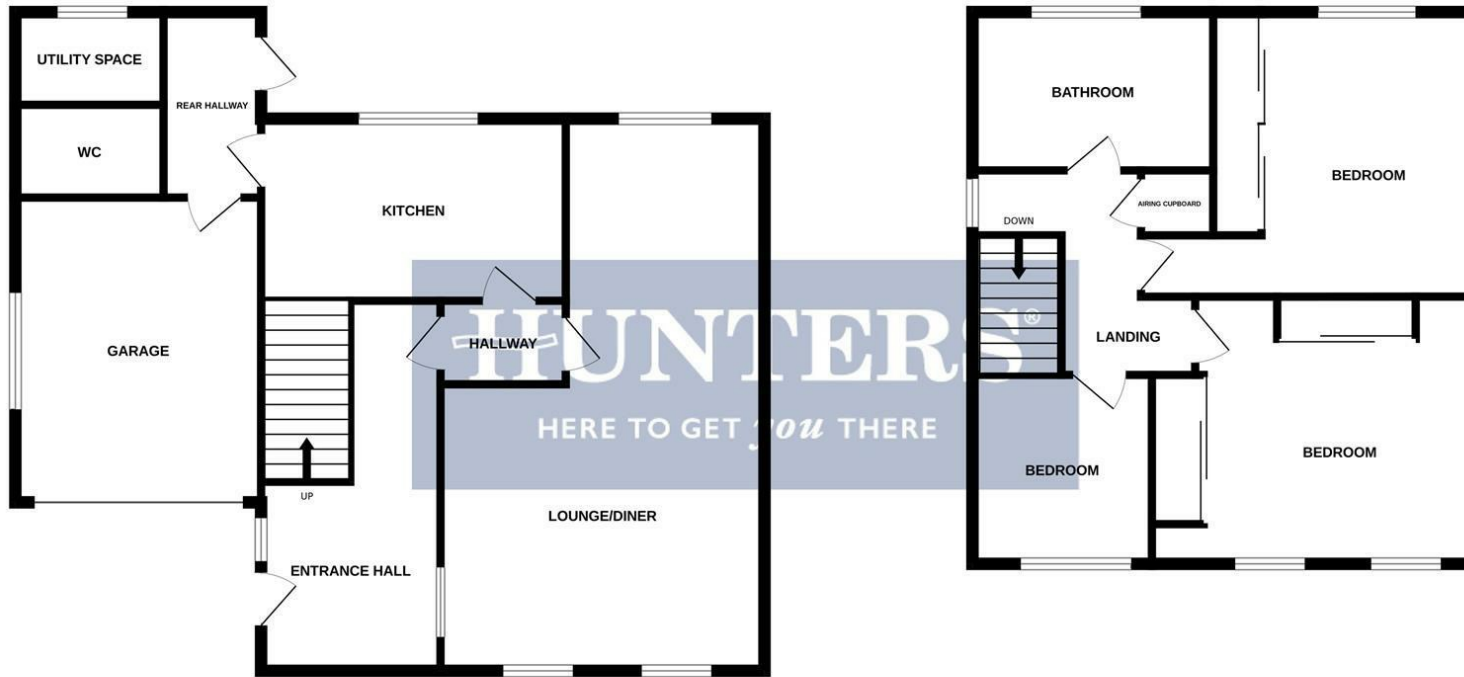 UTILITY SPACE
REAR HALLWAY
WC
KITCHEN
GARAGE
HALLWAY
UP
LOUNGE/DINER
ENTRANCE HALL
BATHROOM
BEDROOM
AIRING CUPBOARD
DOWN
LANDING
BEDROOM
BEDROOM
HUNTERS®
HERE TO GET you THERE